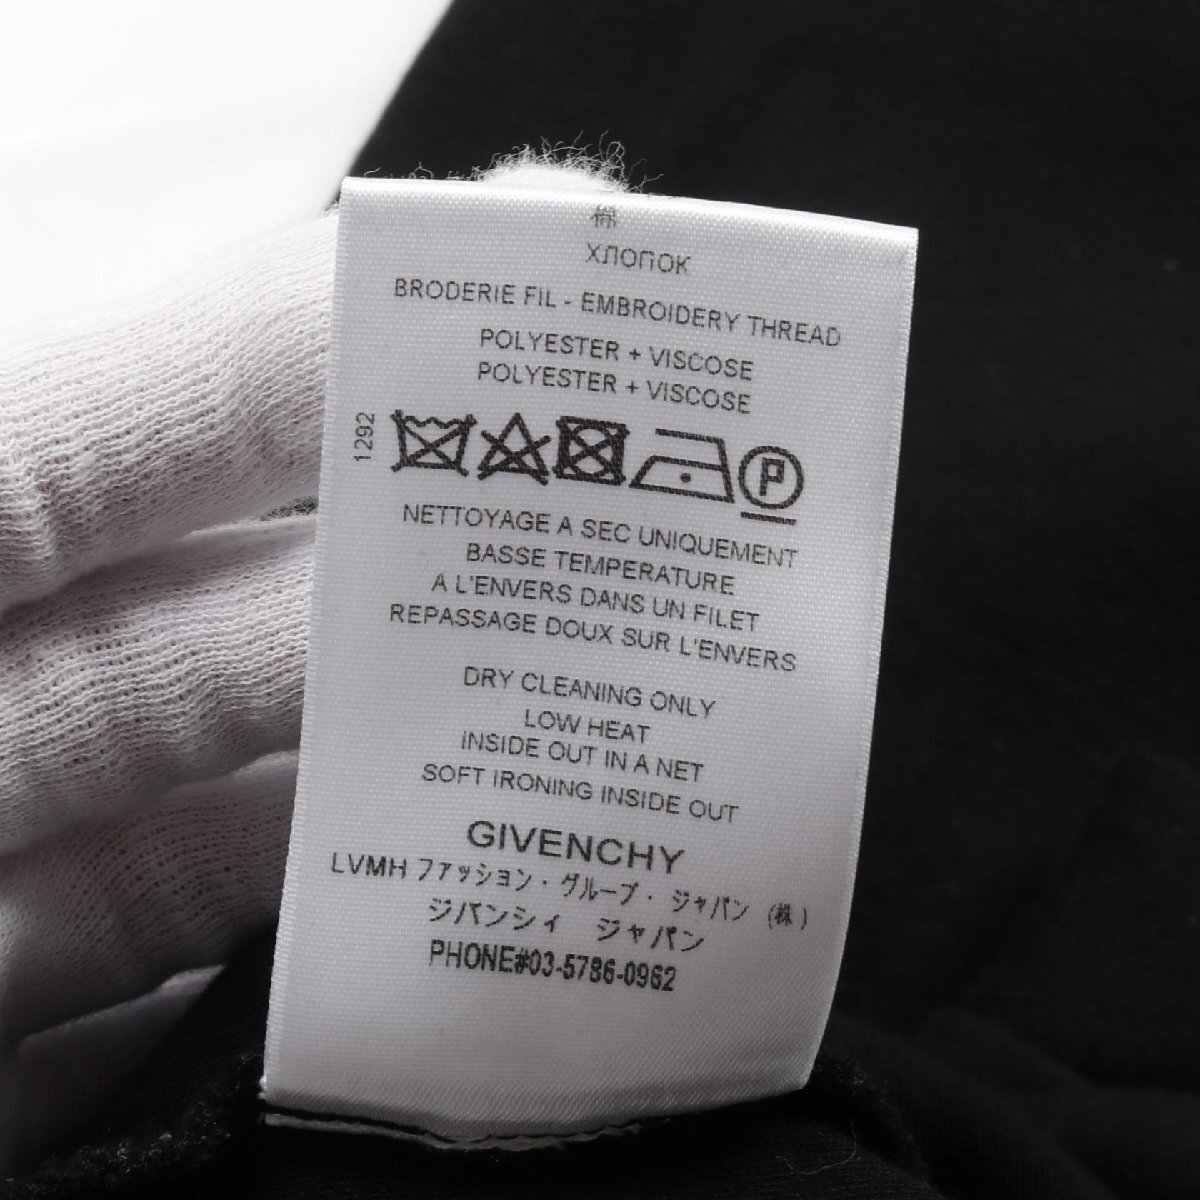 棉
ХЛОПОК
BRODERIE FIL - EMBROIDERY THREAD
POLYESTER + VISCOSE
POLYESTER + VISCOSE
1292
P
NETTOYAGE A SEC UNIQUEMENT
BASSE TEMPERATURE
A L'ENVERS DANS UN FILET
REPASSAGE DOUX SUR L'ENVERS
DRY CLEANING ONLY
LOW HEAT
INSIDE OUT IN A NET
SOFT IRONING INSIDE OUT
GIVENCHY
LVMH ファッション・グループ・ジャパン (株)
ジバンシィ ジャパン
PHONE#03-5786-0962